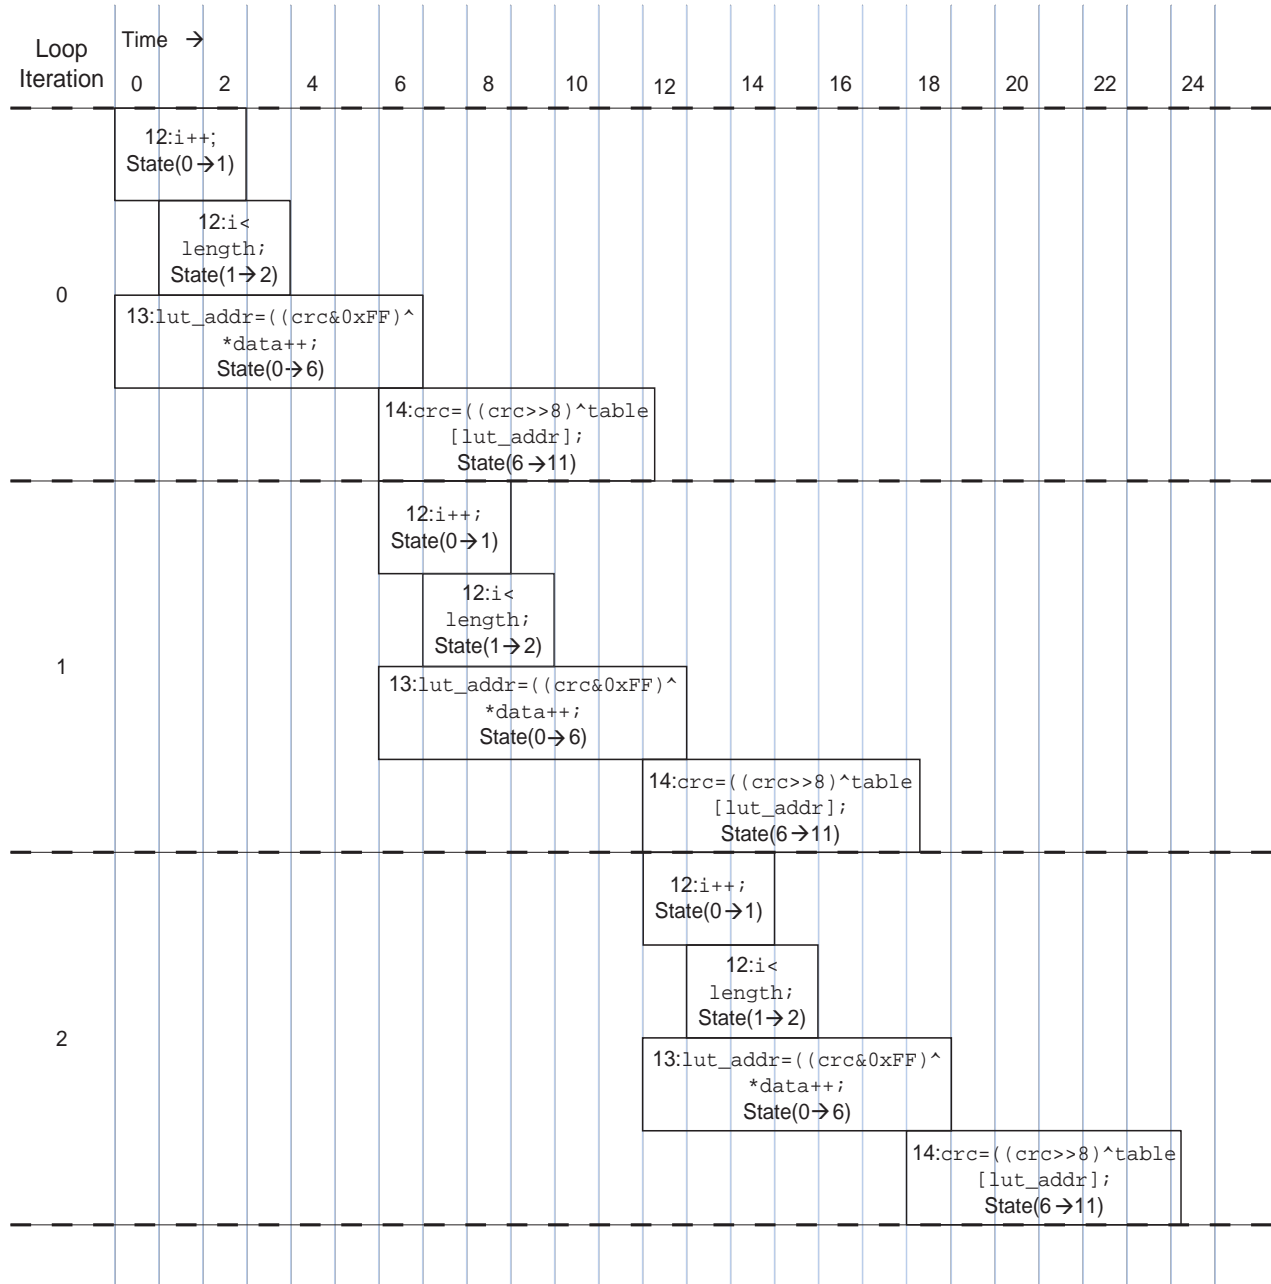 Loop
Iteration
Time →
0 2 4 6 8 10 12 14 16 18 20 22 24
0
12:i++;
State(0→1)
12:i<
length;
State(1→2)
13:lut_addr=((crc&0xFF)^
*data++;
State(0→6)
14:crc=((crc>>8)^table
[lut_addr];
State(6→11)
1
12:i++;
State(0→1)
12:i<
length;
State(1→2)
13:lut_addr=((crc&0xFF)^
*data++;
State(0→6)
14:crc=((crc>>8)^table
[lut_addr];
State(6→11)
2
12:i++;
State(0→1)
12:i<
length;
State(1→2)
13:lut_addr=((crc&0xFF)^
*data++;
State(0→6)
14:crc=((crc>>8)^table
[lut_addr];
State(6→11)